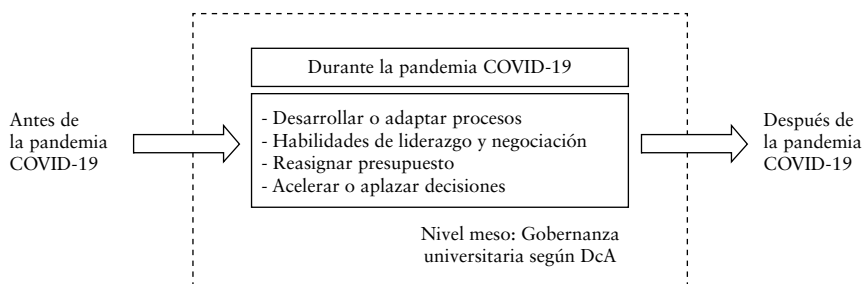 Durante la pandemia COVID-19
Antes de
la pandemia
COVID-19
- Desarrollar o adaptar procesos
- Habilidades de liderazgo y negociación
- Reasignar presupuesto
- Acelerar o aplazar decisiones
Después de
la pandemia
COVID-19
Nivel meso: Gobernanza
universitaria según DcA